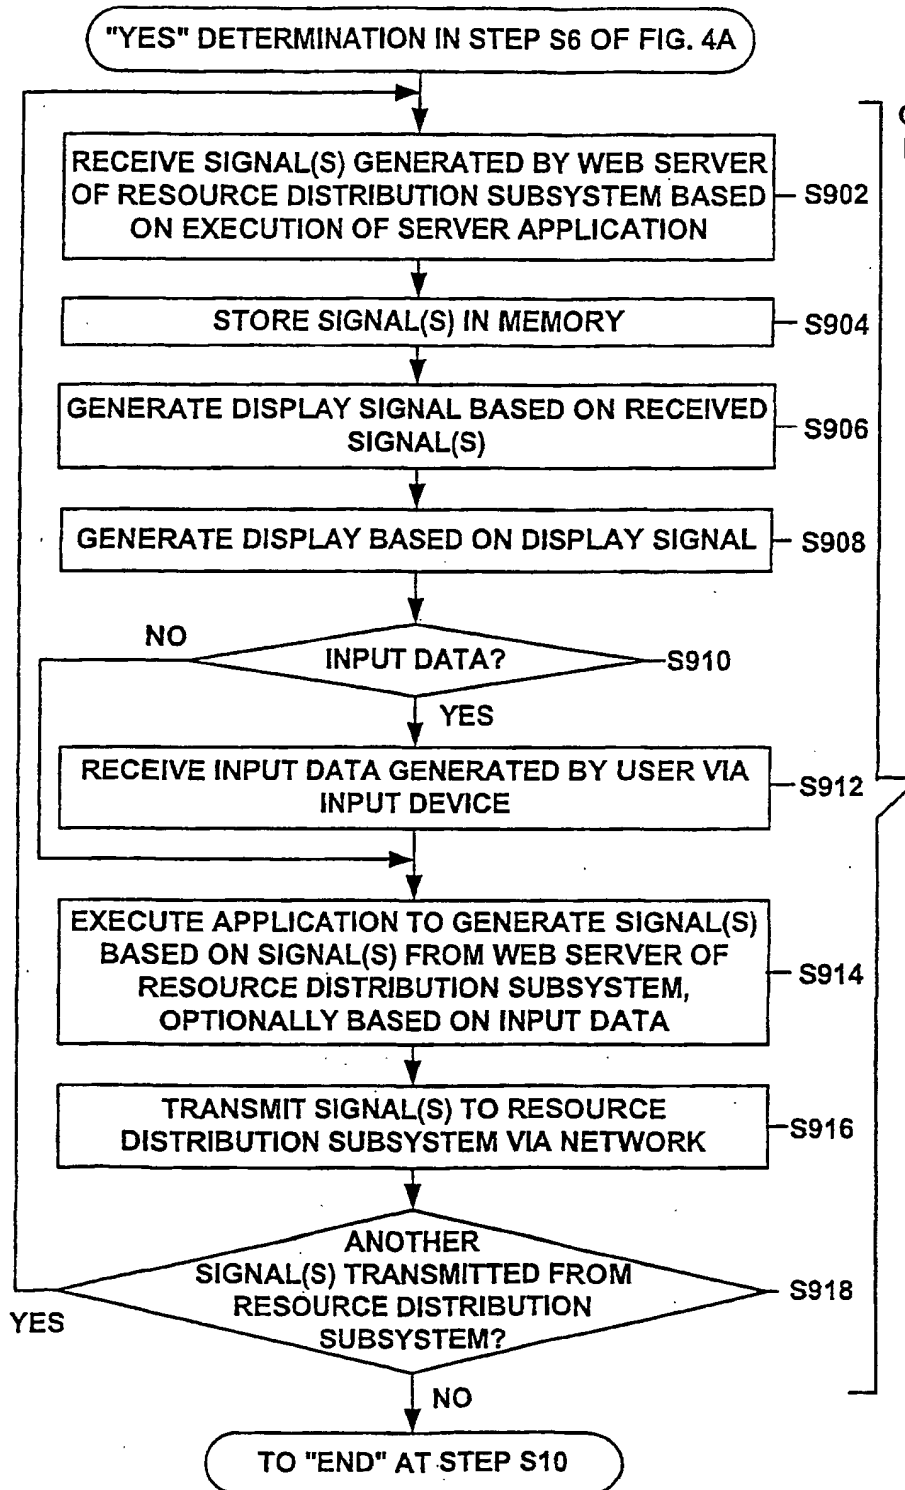 "YES" DETERMINATION IN STEP S6 OF FIG. 4A
RECEIVE SIGNAL(S) GENERATED BY WEB SERVER
OF RESOURCE DISTRIBUTION SUBSYSTEM BASED
ON EXECUTION OF SERVER APPLICATION
S902
STORE SIGNAL(S) IN MEMORY
S904
GENERATE DISPLAY SIGNAL BASED ON RECEIVED
SIGNAL(S)
S906
GENERATE DISPLAY BASED ON DISPLAY SIGNAL
S908
NO
INPUT DATA?
S910
YES
RECEIVE INPUT DATA GENERATED BY USER VIA
INPUT DEVICE
S912
EXECUTE APPLICATION TO GENERATE SIGNAL(S)
BASED ON SIGNAL(S) FROM WEB SERVER OF
RESOURCE DISTRIBUTION SUBSYSTEM,
OPTIONALLY BASED ON INPUT DATA
S914
TRANSMIT SIGNAL(S) TO RESOURCE
DISTRIBUTION SUBSYSTEM VIA NETWORK
S916
ANOTHER
SIGNAL(S) TRANSMITTED FROM
RESOURCE DISTRIBUTION
SUBSYSTEM?
S918
YES
NO
TO "END" AT STEP S10